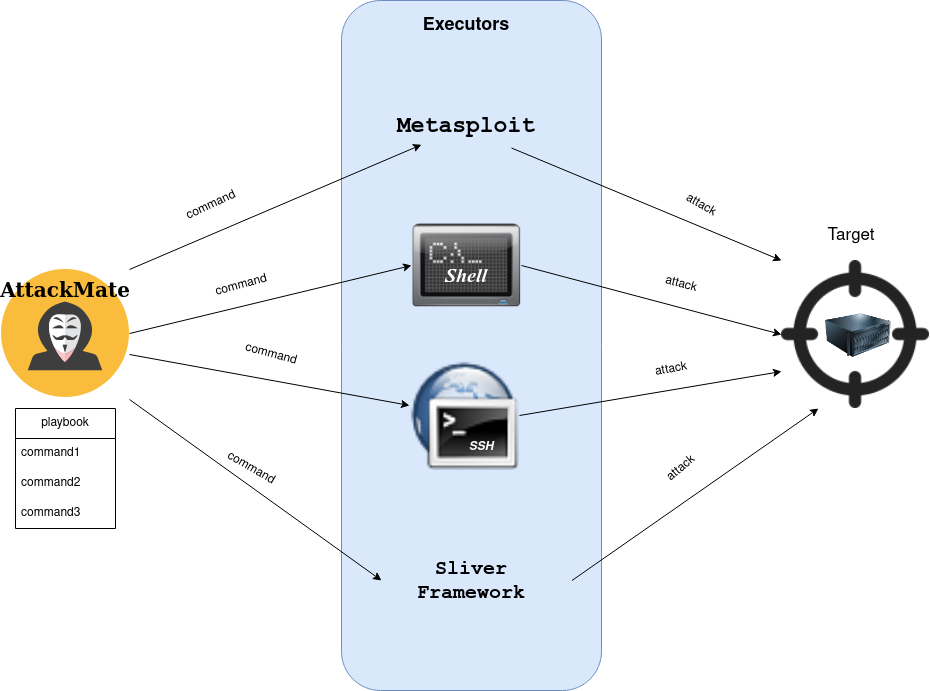 Executors
Metasploit
command
attack
Target
C:\_
Shell
command
attack
AttackMate
command
attack
>_
SSH
playbook
command1
command2
command3
command
attack
Sliver
Framework